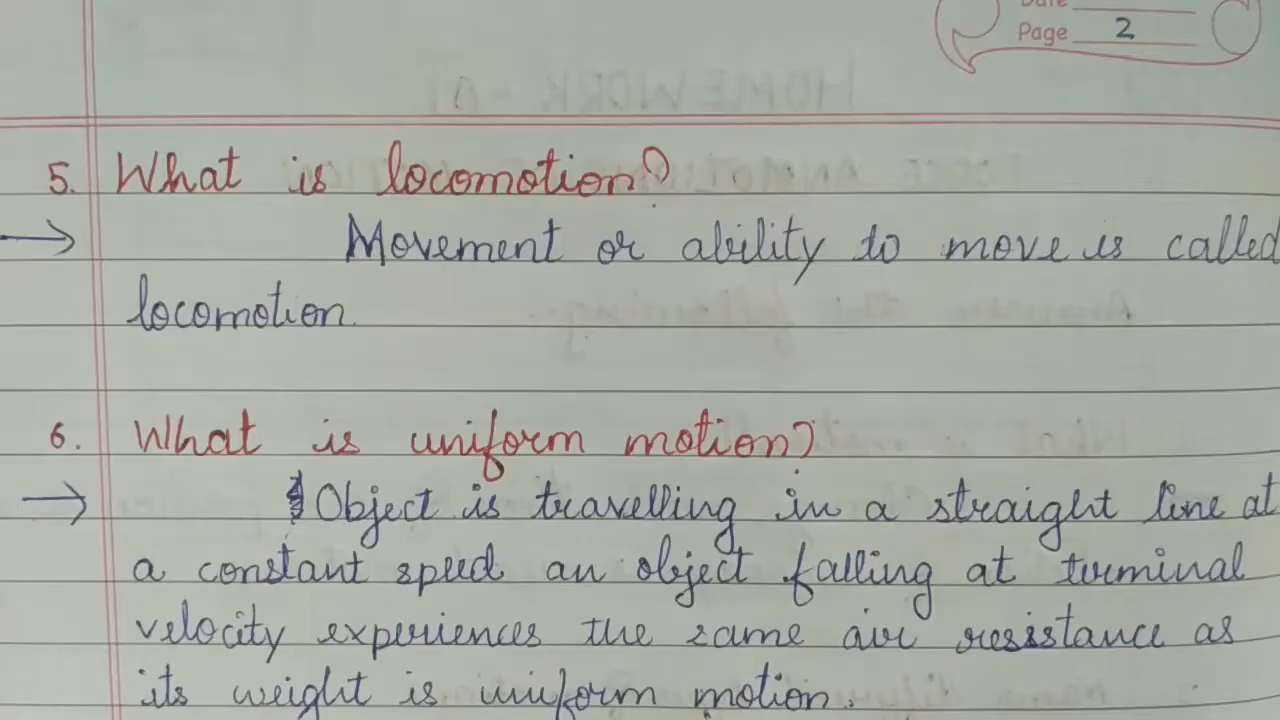 Date
Page 2
5. What is locomotion?
→ Movement or ability to move is called
locomotion.
6. What is uniform motion?
→ Object is travelling in a straight line at
a constant speed an object falling at terminal
velocity experiences the same air resistance as
its weight is uniform motion.